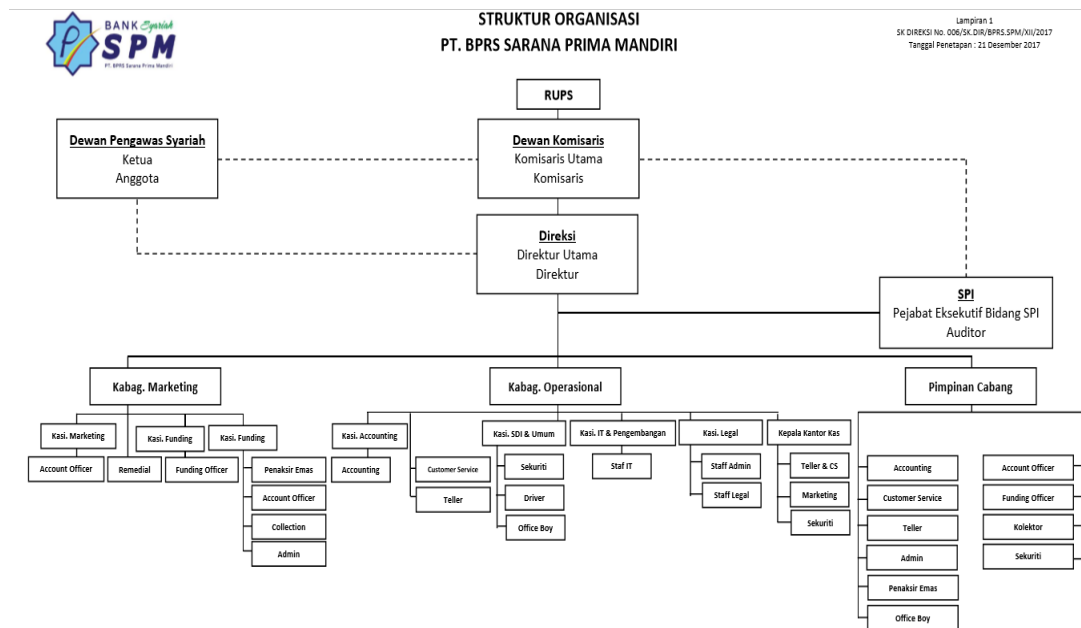 BANK Syariah
SPM
PT. BPRS Sarana Prima Mandiri
STRUKTUR ORGANISASI
PT. BPRS SARANA PRIMA MANDIRI
Lampiran 1
SK DIREKSI No. 006/SK.DIR/BPRS.SPM/XII/2017
Tanggal Penetapan : 21 Desember 2017
RUPS
Dewan Pengawas Syariah
Ketua
Anggota
Dewan Komisaris
Komisaris Utama
Komisaris
Direksi
Direktur Utama
Direktur
SPI
Pejabat Eksekutif Bidang SPI
Auditor
Kabag. Marketing
Kabag. Operasional
Pimpinan Cabang
Kasi. Marketing
Kasi. Funding
Kasi. Funding
Account Officer
Remedial
Funding Officer
Penaksir Emas
Account Officer
Collection
Admin
Kasi. Accounting
Kasi. SDI & Umum
Kasi. IT & Pengembangan
Kasi. Legal
Kepala Kantor Kas
Accounting
Customer Service
Teller
Sekuriti
Driver
Office Boy
Staf IT
Staff Admin
Staff Legal
Teller & CS
Marketing
Sekuriti
Accounting
Customer Service
Teller
Admin
Penaksir Emas
Office Boy
Account Officer
Funding Officer
Kolektor
Sekuriti